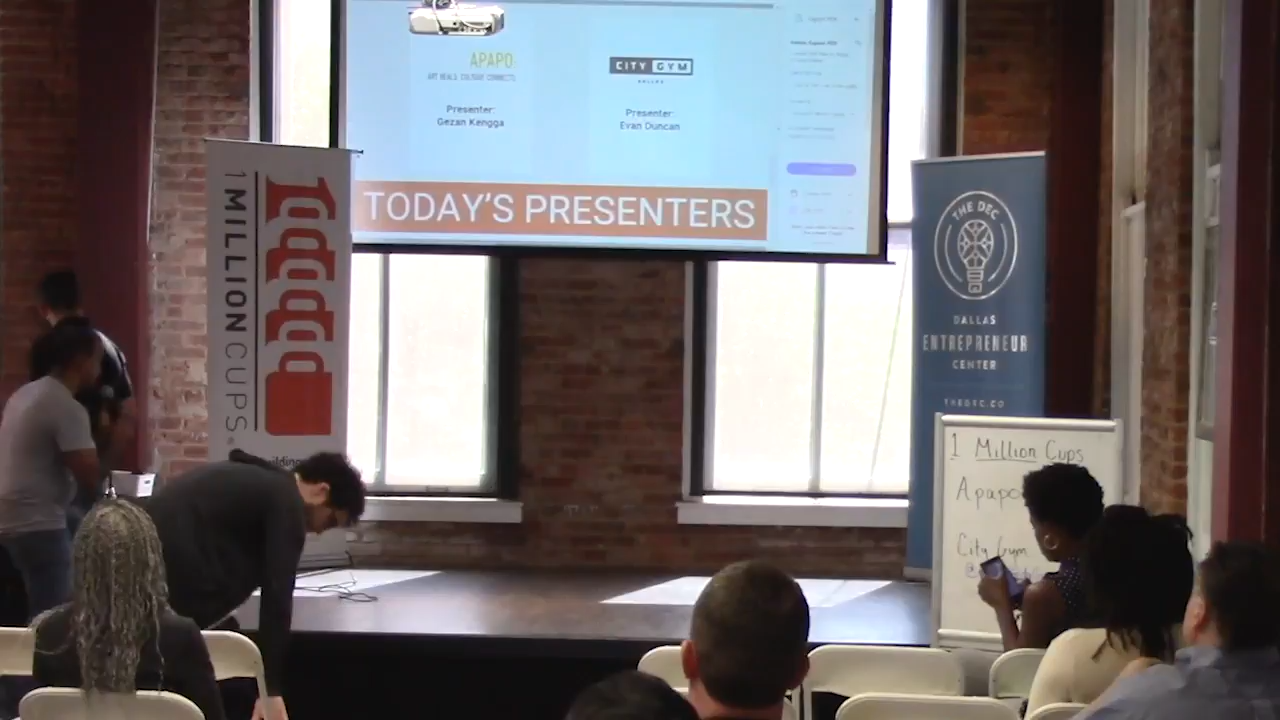 APAPO
ART HEALS. CULTURE CONNECTS
Presenter:
Gezan Kengga
CITY GYM
DALLAS
Presenter:
Evan Duncan
TODAY'S PRESENTERS
1 MILLION CUPS
THE DEC
DALLAS
ENTREPRENEUR
CENTER
THEDEC.CO
1 Million Cups
Apapo
City Gym
@